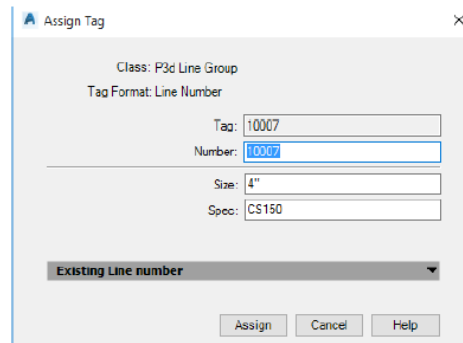 Assign Tag
Class: P3d Line Group
Tag Format: Line Number
Tag: 10007
Number: 10007
Size: 4"
Spec: CS150
Existing Line number
Assign Cancel Help